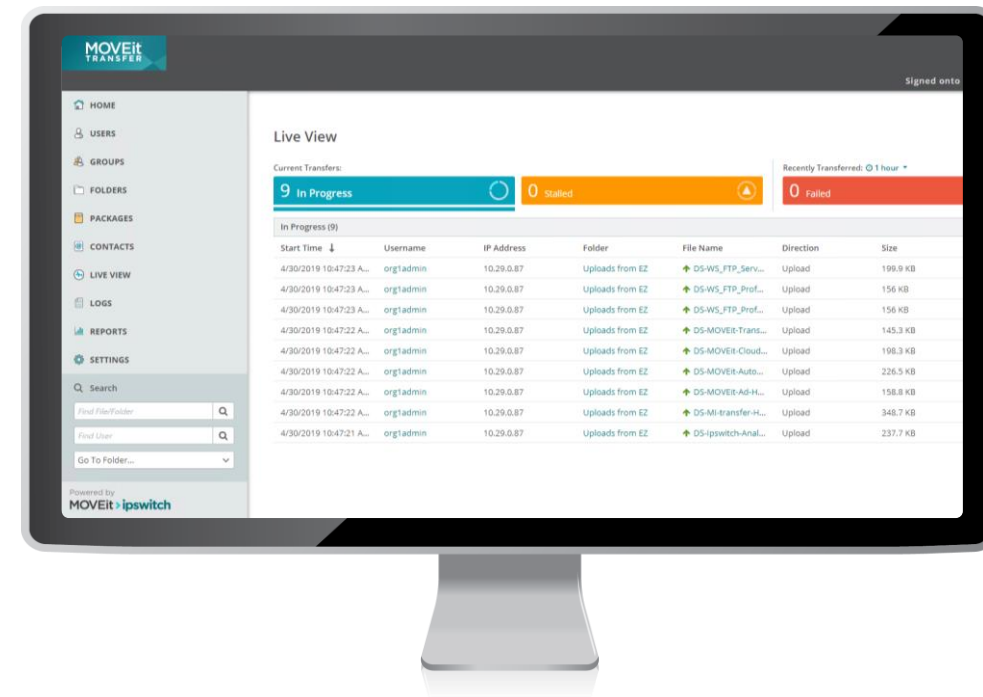 MOVEit
TRANSFER
Signed onto
HOME
USERS
GROUPS
FOLDERS
PACKAGES
CONTACTS
LIVE VIEW
LOGS
REPORTS
SETTINGS
Search
Find File/Folder
Find User
Go To Folder...
Powered by
MOVEit ipswitch
Live View
Current Transfers:
Recently Transferred: 1 hour
9 In Progress
0 Stalled
0 Failed
In Progress (9)
Start Time Username IP Address Folder File Name Direction Size
4/30/2019 10:47:23 A... org1admin 10.29.0.87 Uploads from EZ DS-WS_FTP_Serv... Upload 199.9 KB
4/30/2019 10:47:23 A... org1admin 10.29.0.87 Uploads from EZ DS-WS_FTP_Prof... Upload 156 KB
4/30/2019 10:47:23 A... org1admin 10.29.0.87 Uploads from EZ DS-WS_FTP_Prof... Upload 156 KB
4/30/2019 10:47:22 A... org1admin 10.29.0.87 Uploads from EZ DS-MOVEit-Trans... Upload 145.3 KB
4/30/2019 10:47:22 A... org1admin 10.29.0.87 Uploads from EZ DS-MOVEit-Cloud... Upload 198.3 KB
4/30/2019 10:47:22 A... org1admin 10.29.0.87 Uploads from EZ DS-MOVEit-Auto... Upload 226.5 KB
4/30/2019 10:47:22 A... org1admin 10.29.0.87 Uploads from EZ DS-MOVEit-Ad-H... Upload 158.8 KB
4/30/2019 10:47:22 A... org1admin 10.29.0.87 Uploads from EZ DS-MI-transfer-H... Upload 348.7 KB
4/30/2019 10:47:21 A... org1admin 10.29.0.87 Uploads from EZ DS-Ipswitch-Anal... Upload 237.7 KB